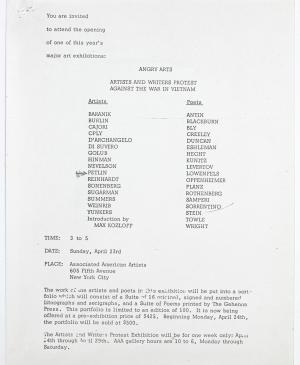 You are invited
to attend the opening
of one of this year's
major art exhibitions:
ANGRY ARTS
ARTISTS AND WRITERS PROTEST
AGAINST THE WAR IN VIETNAM
Artists Poets
BARANIK ANTIN
BURLIN BLACKBURN
CAJORI BLY
CPLY CREELEY
D'ARCHANGELO DUNCAN
DI SUVERO ESHLEMAN
GOLUB HECHT
HINMAN KUNITZ
NEVELSON LEVERTOV
PETLIN LOWENFELS
REINHARDT OPPENHEIMER
SONENBERG PLANZ
SUGARMAN ROTHENBERG
SUMMERS SAMPERI
WEINRIB SORRENTINO
YUNKERS STEIN
Introduction by TOWLE
MAX KOZLOFF WRIGHT
TIME: 3 to 5
DATE: Sunday, April 23rd
PLACE: Associated American Artists
605 Fifth Avenue
New York City
The work of the artists and poets in this exhibition will be put into a port-
folio which will consist of a Suite of 16 original, signed and numbered
lithographs and serigraphs, and a Suite of Poems printed by The Gehenna
Press. This portfolio is limited to an edition of 100. It is now being
offered at a pre-exhibition price of $425. Beginning Monday, April 24th,
the portfolio will be sold at $500.
The Artists and Writers Protest Exhibition will be for one week only: April
24th through to 29th. AAA gallery hours are 10 to 6, Monday through
Saturday.